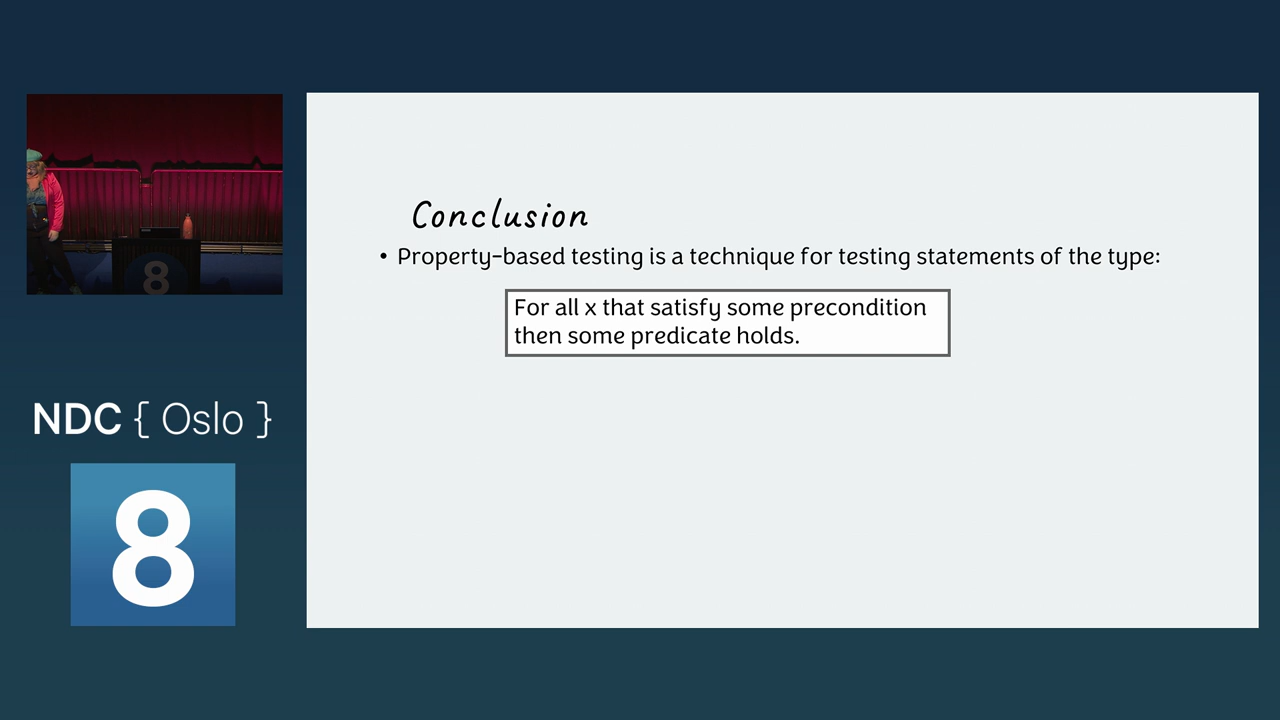 Conclusion
• Property-based testing is a technique for testing statements of the type:
For all x that satisfy some precondition
then some predicate holds.
8
NDC { Oslo }
8